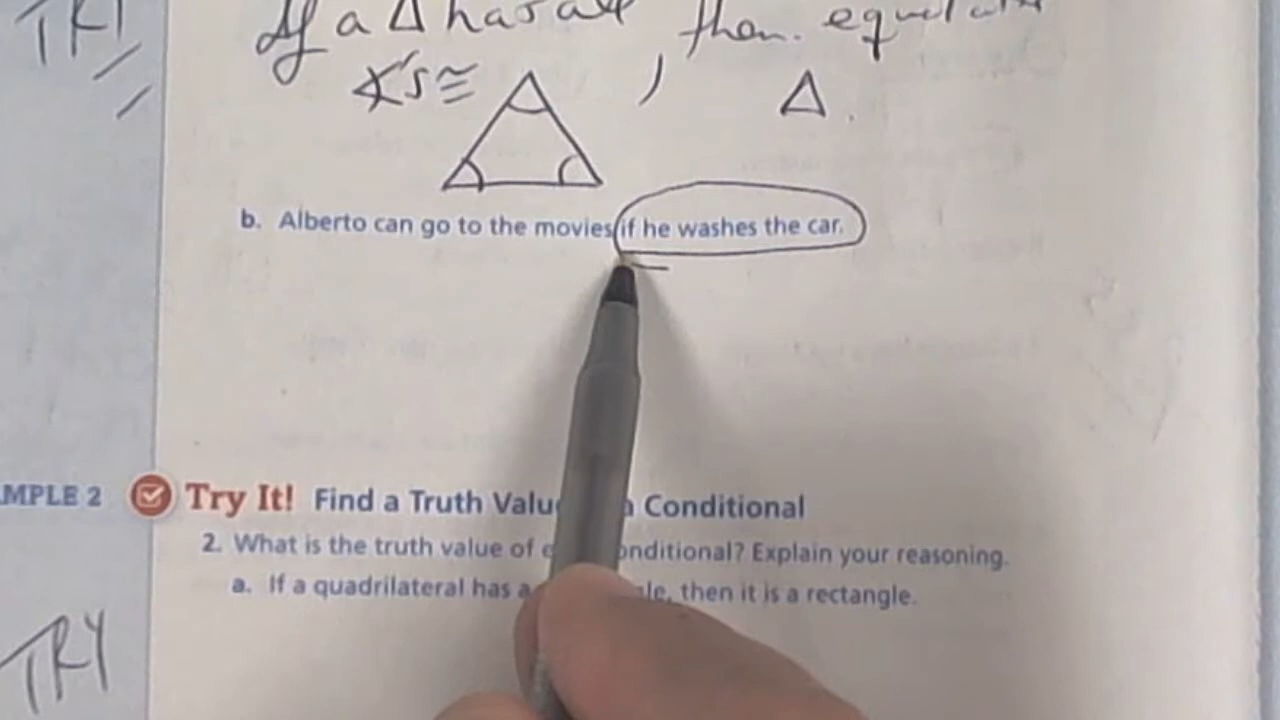 TRY
If a Δ has all, then. equilateral
∡'s ≅ Δ
b. Alberto can go to the movies if he washes the car.
MPLE 2 Try It! Find a Truth Valu Conditional
2. What is the truth value of onditional? Explain your reasoning.
a. If a quadrilateral has a le, then it is a rectangle.
TRY